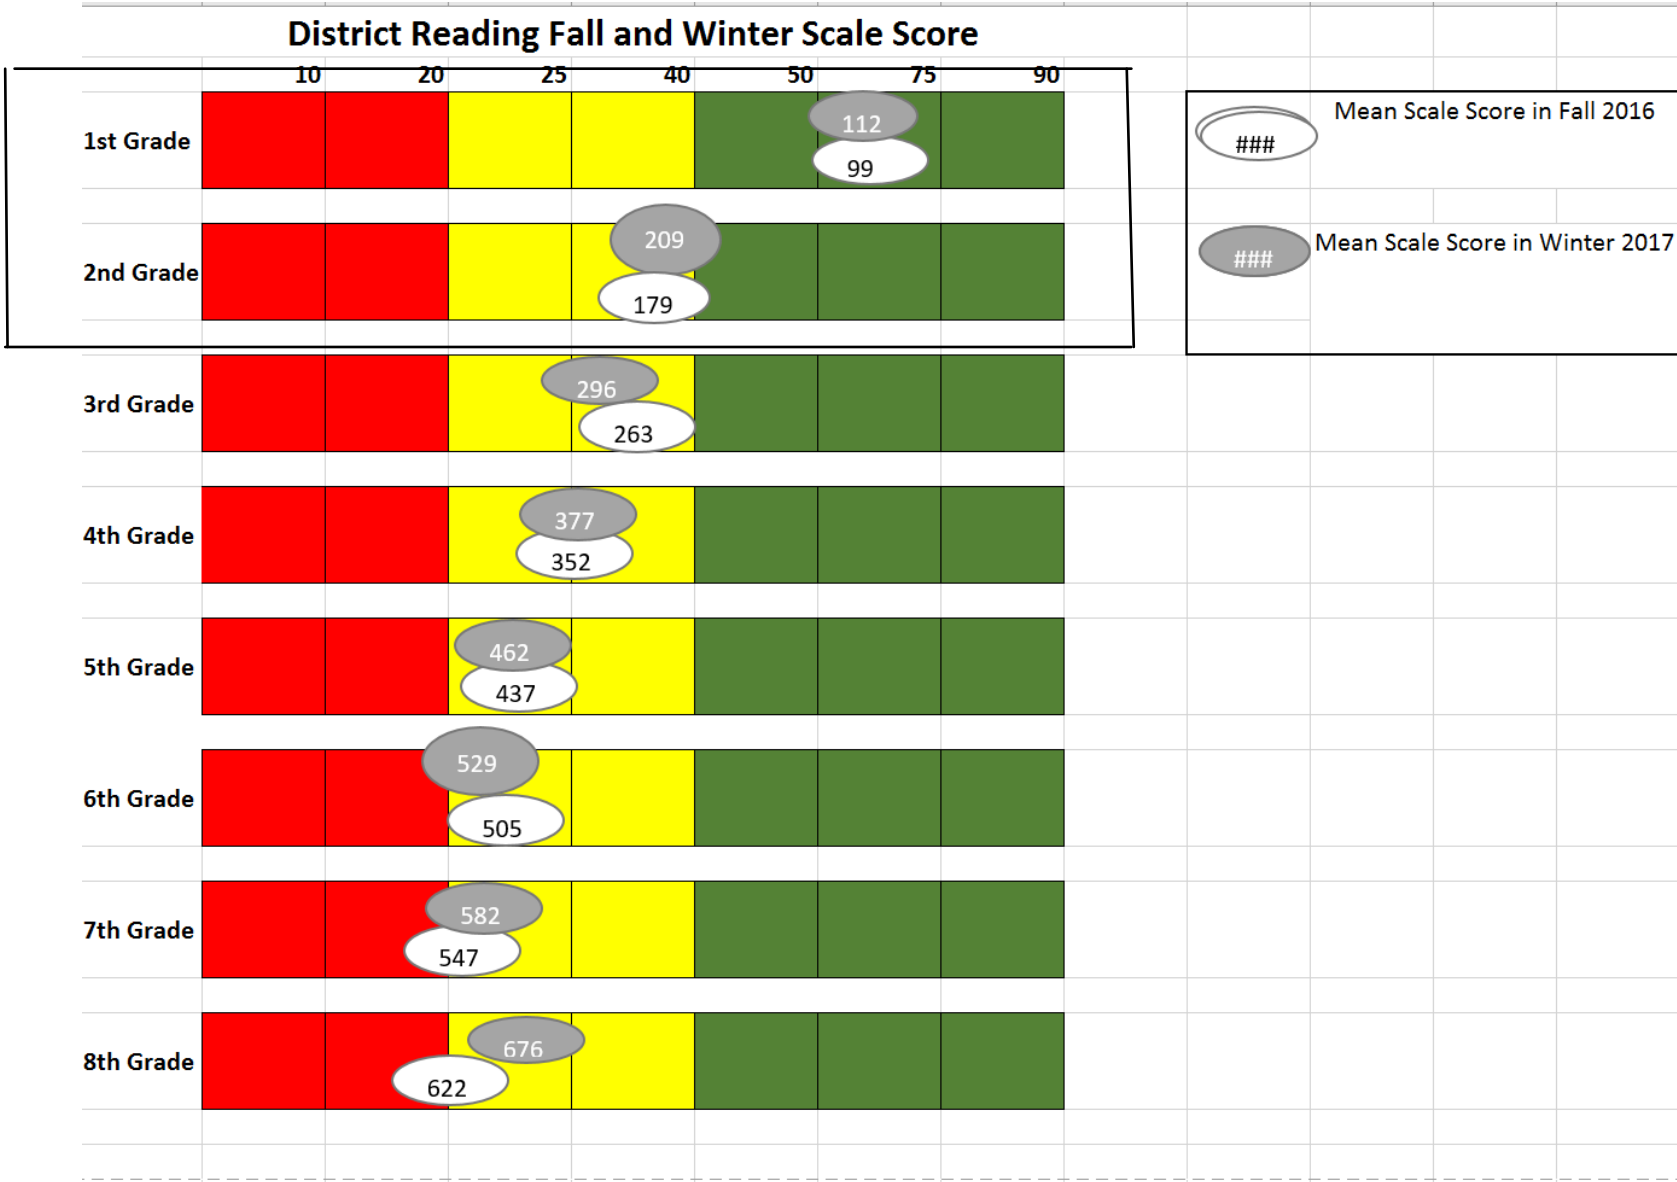 District Reading Fall and Winter Scale Score
10 20 25 40 50 75 90
1st Grade
112
99
2nd Grade
209
179
3rd Grade
296
263
4th Grade
377
352
5th Grade
462
437
6th Grade
529
505
7th Grade
582
547
8th Grade
676
622
### Mean Scale Score in Fall 2016
### Mean Scale Score in Winter 2017